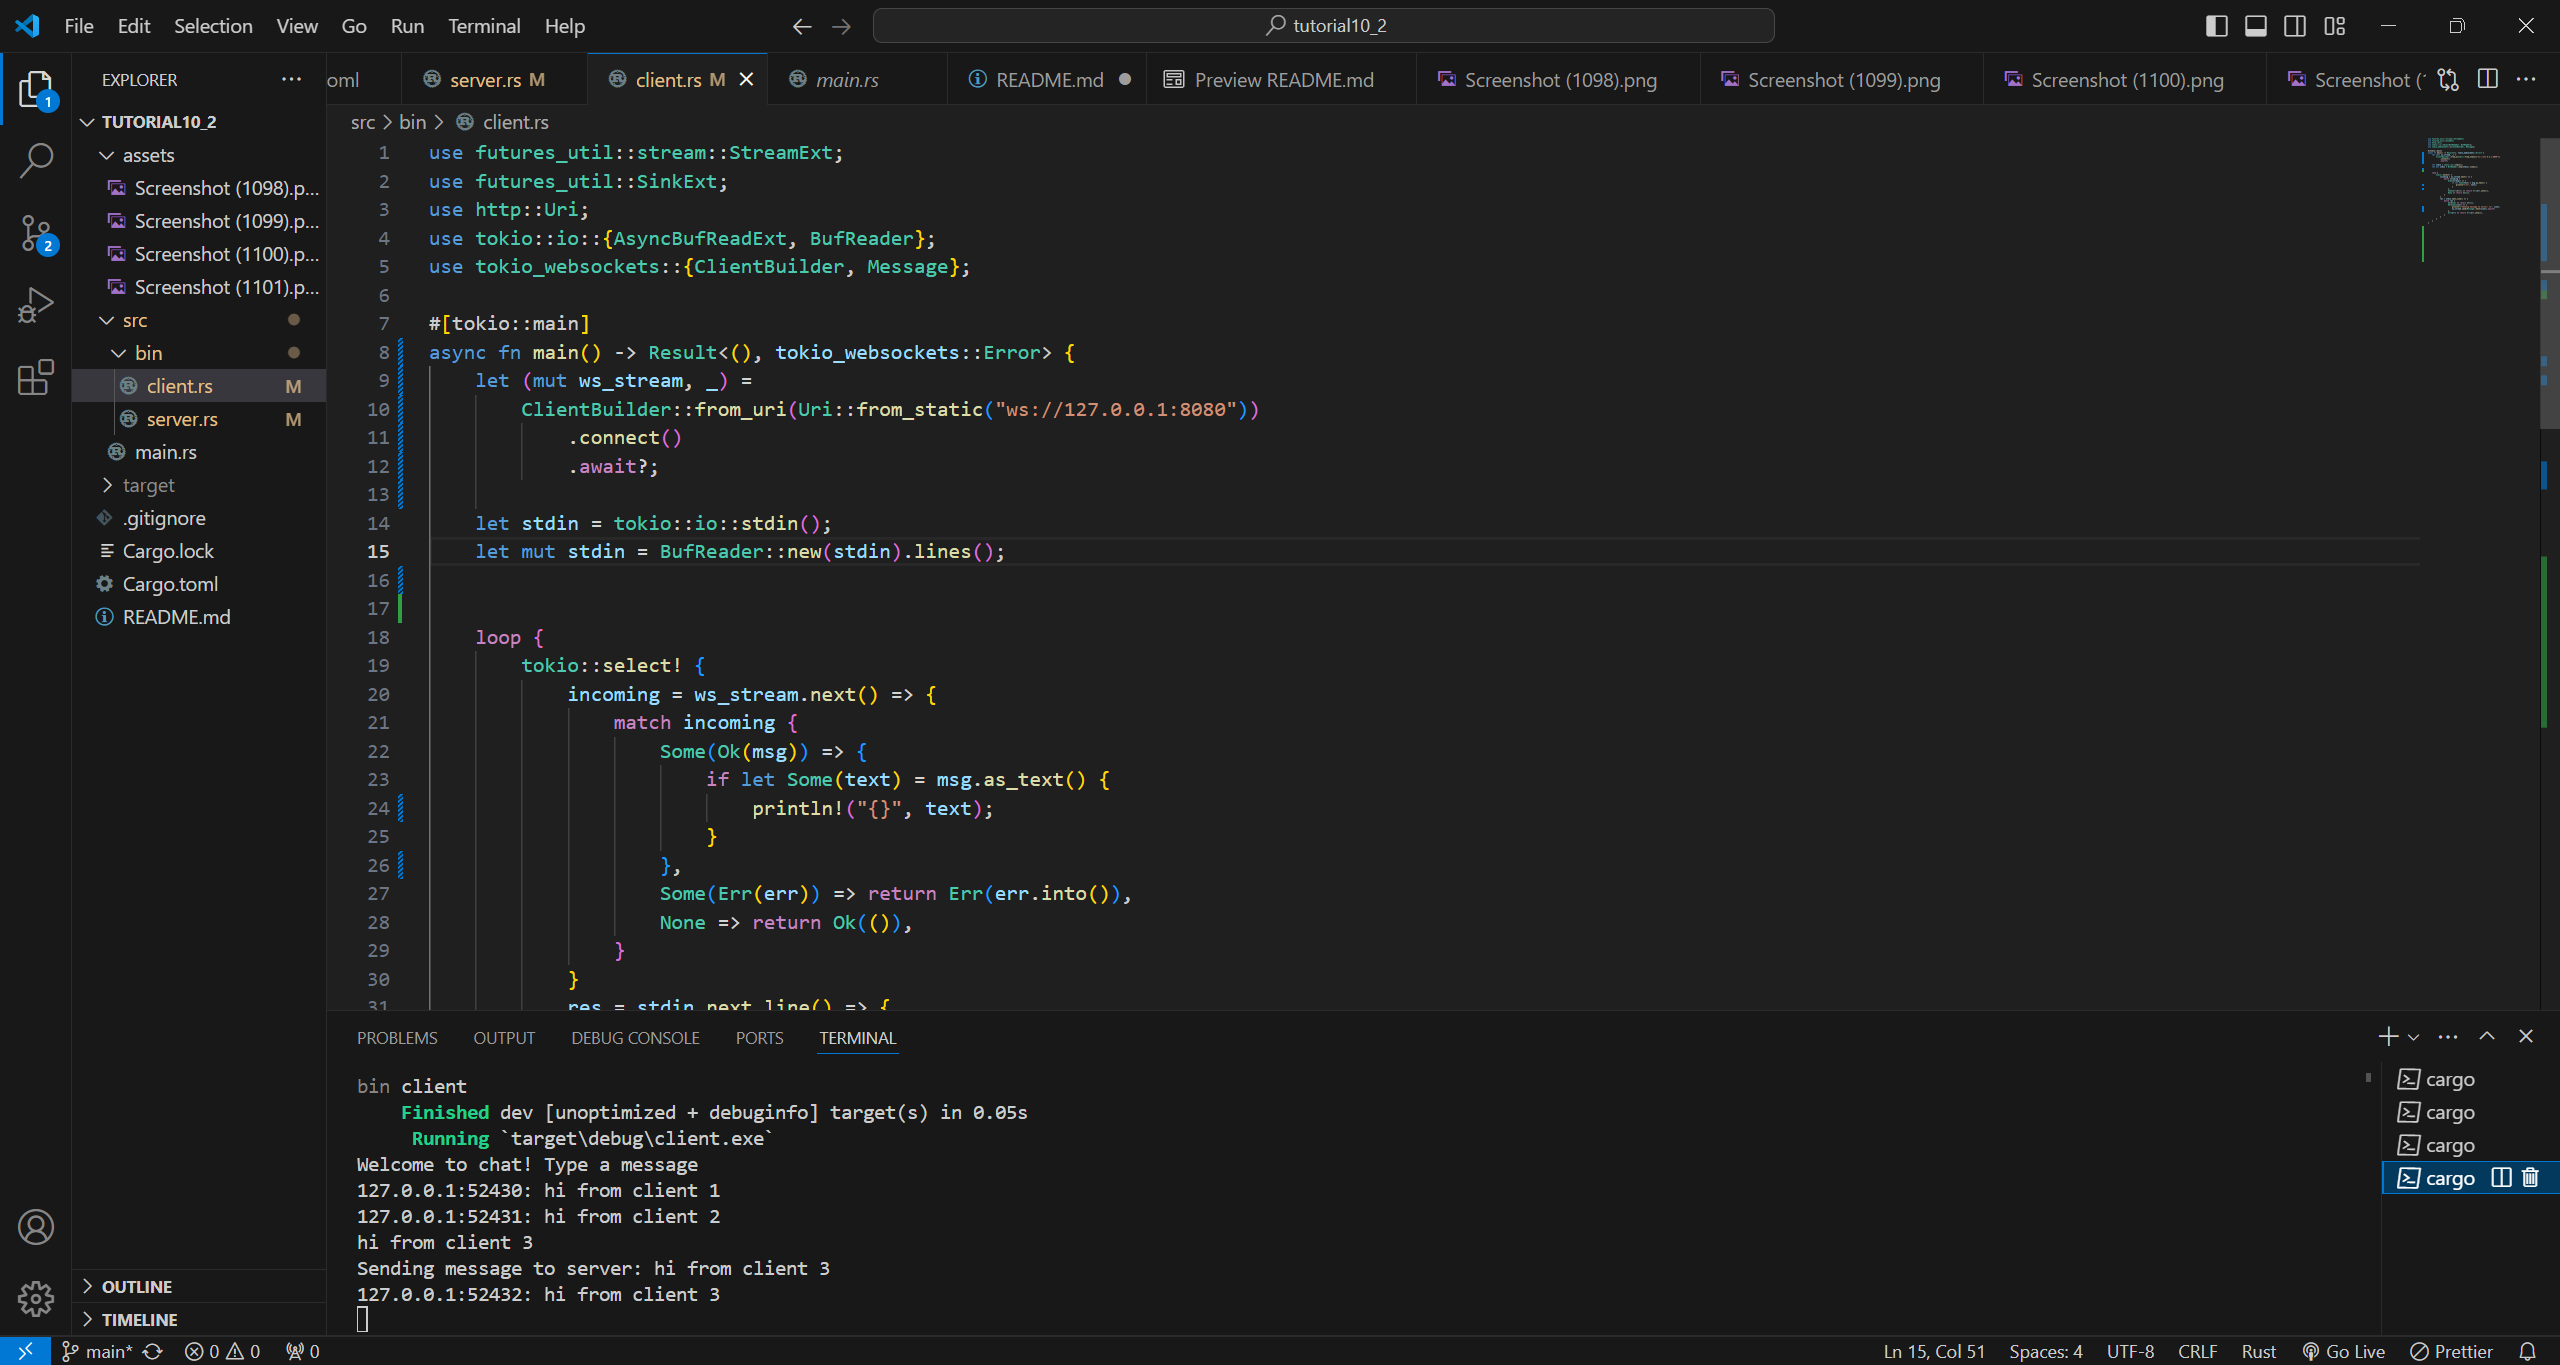 File Edit Selection View Go Run Terminal Help
tutorial10_2
EXPLORER
oml
server.rs M
client.rs M
main.rs
README.md
Preview README.md
Screenshot (1098).png
Screenshot (1099).png
Screenshot (1100).png
Screenshot (
TUTORIAL10_2
assets
Screenshot (1098).p...
Screenshot (1099).p...
Screenshot (1100).p...
Screenshot (1101).p...
src
bin
client.rs M
server.rs M
main.rs
target
.gitignore
Cargo.lock
Cargo.toml
README.md
OUTLINE
TIMELINE
1
2
src > bin > client.rs
1 use futures_util::stream::StreamExt;
2 use futures_util::SinkExt;
3 use http::Uri;
4 use tokio::io::{AsyncBufReadExt, BufReader};
5 use tokio_websockets::{ClientBuilder, Message};
6
7 #[tokio::main]
8 async fn main() -> Result<(), tokio_websockets::Error> {
9 let (mut ws_stream, _) =
10 ClientBuilder::from_uri(Uri::from_static("ws://127.0.0.1:8080"))
11 .connect()
12 .await?;
13
14 let stdin = tokio::io::stdin();
15 let mut stdin = BufReader::new(stdin).lines();
16
17
18 loop {
19 tokio::select! {
20 incoming = ws_stream.next() => {
21 match incoming {
22 Some(Ok(msg)) => {
23 if let Some(text) = msg.as_text() {
24 println!("{}", text);
25 }
26 },
27 Some(Err(err)) => return Err(err.into()),
28 None => return Ok(()),
29 }
30 }
31 res = stdin.next_line() => {
PROBLEMS OUTPUT DEBUG CONSOLE PORTS TERMINAL
bin client
Finished dev [unoptimized + debuginfo] target(s) in 0.05s
Running `target\debug\client.exe`
Welcome to chat! Type a message
127.0.0.1:52430: hi from client 1
127.0.0.1:52431: hi from client 2
hi from client 3
Sending message to server: hi from client 3
127.0.0.1:52432: hi from client 3
cargo
cargo
cargo
cargo
main* 0 0 0
Ln 15, Col 51 Spaces: 4 UTF-8 CRLF Rust Go Live Prettier